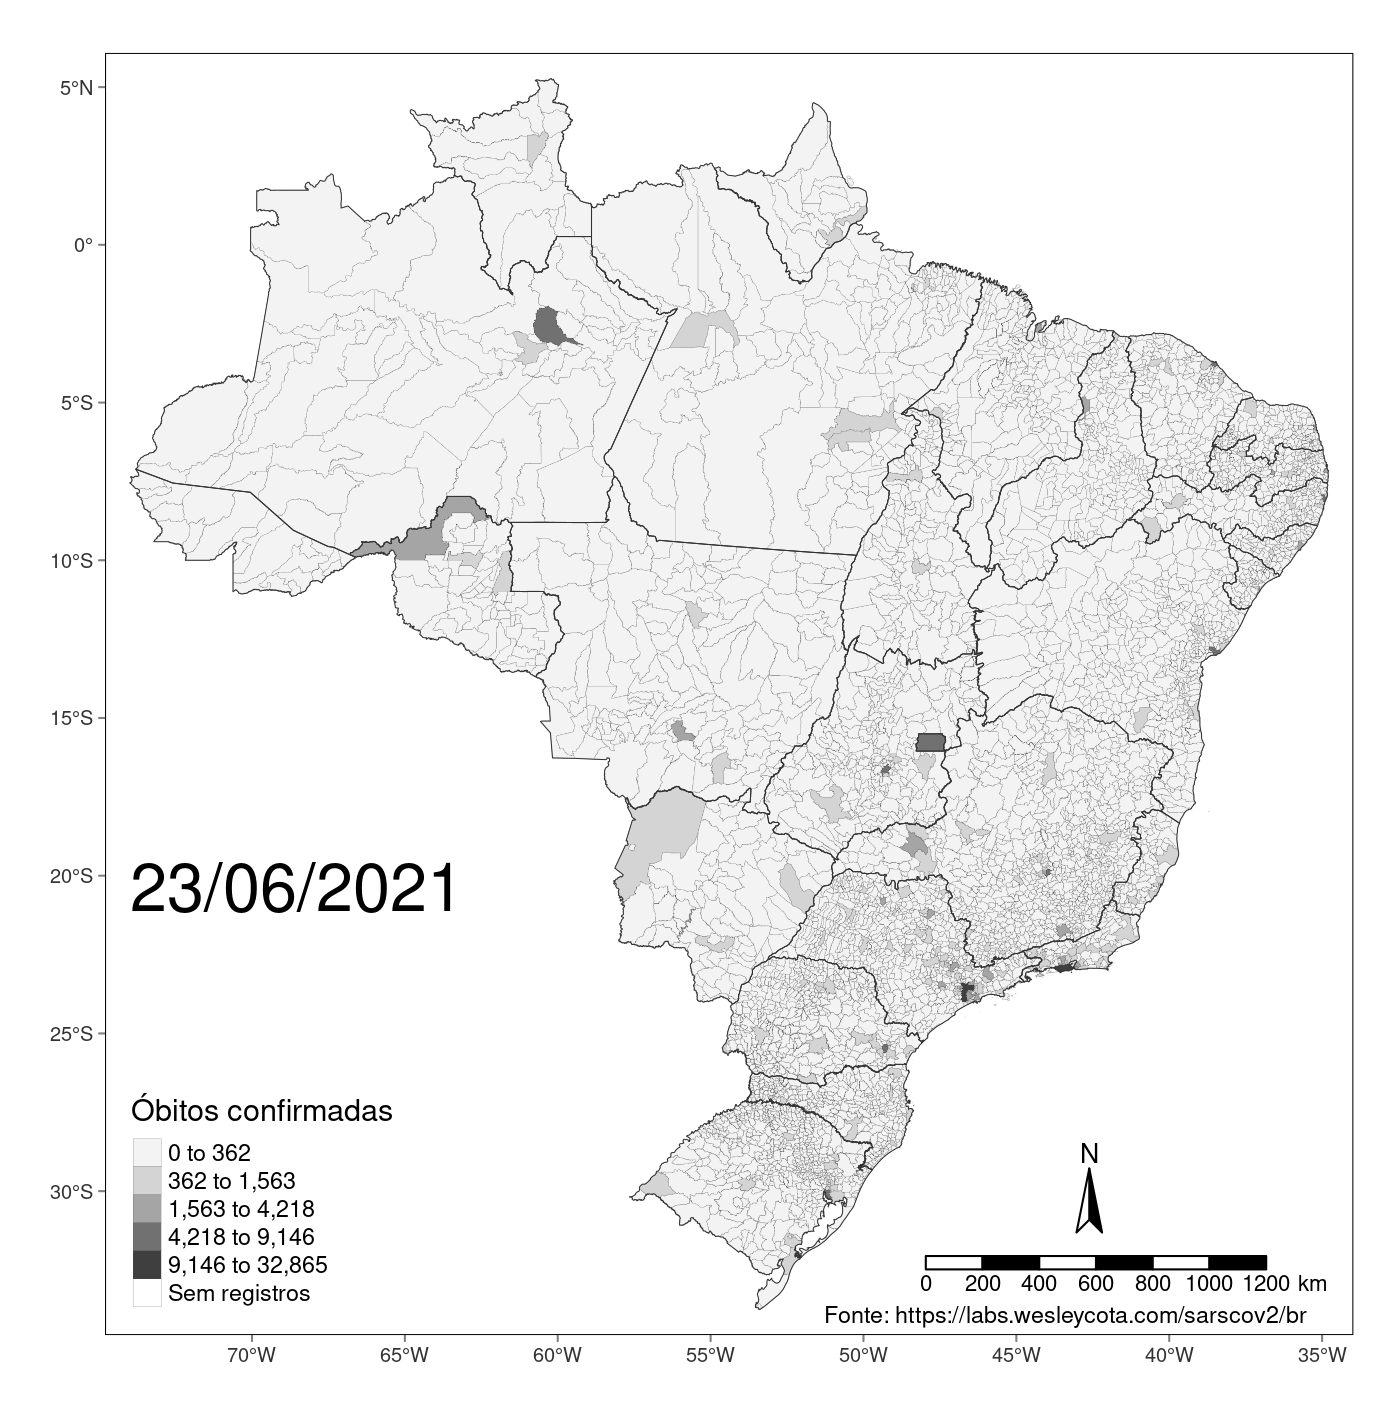 5°N
0°
5°S
10°S
15°S
20°S
25°S
30°S
23/06/2021
Óbitos confirmadas
0 to 362
362 to 1,563
1,563 to 4,218
4,218 to 9,146
9,146 to 32,865
Sem registros
N
0 200 400 600 800 1000 1200 km
Fonte: https://labs.wesleycota.com/sarscov2/br
70°W 65°W 60°W 55°W 50°W 45°W 40°W 35°W